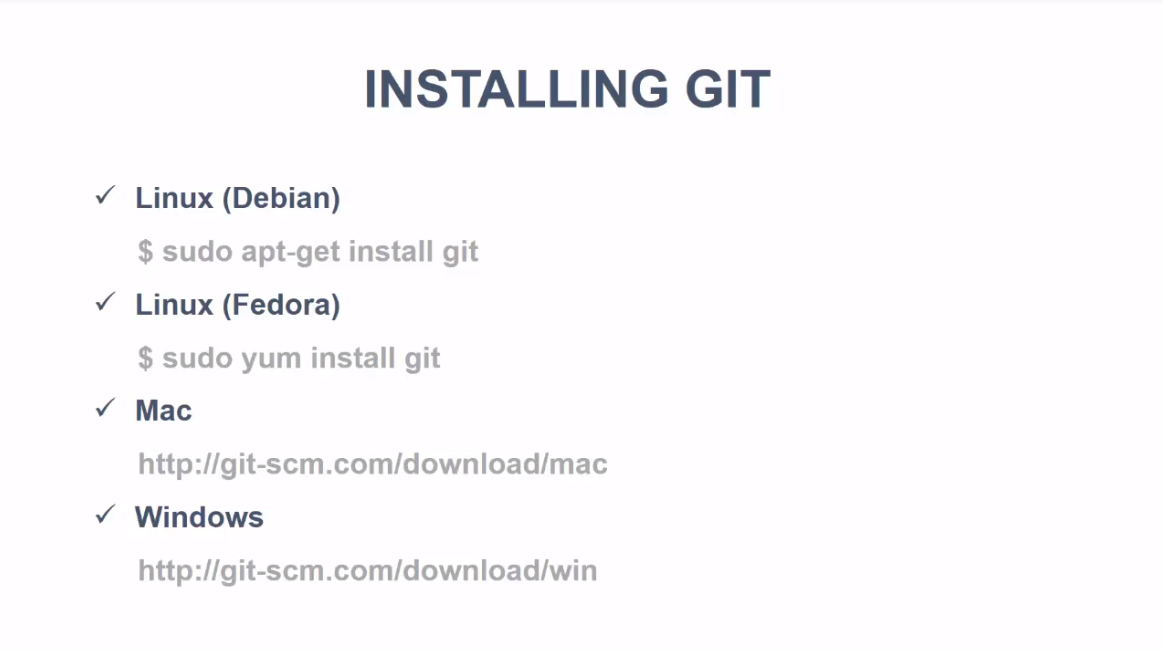 INSTALLING GIT
✓ Linux (Debian)
$ sudo apt-get install git
✓ Linux (Fedora)
$ sudo yum install git
✓ Mac
http://git-scm.com/download/mac
✓ Windows
http://git-scm.com/download/win